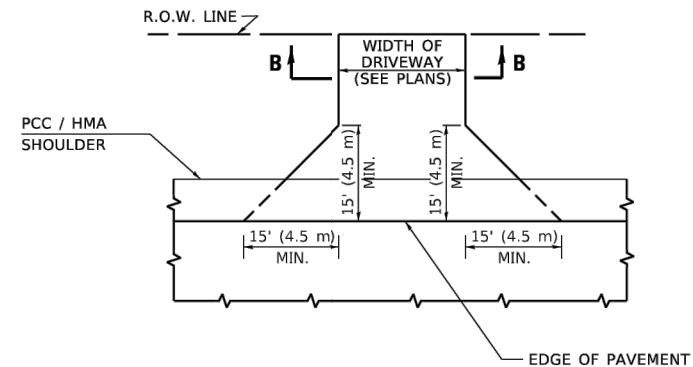 R.O.W. LINE
WIDTH OF
DRIVEWAY
(SEE PLANS)
B
B
PCC / HMA
SHOULDER
15' (4.5 m)
MIN.
15' (4.5 m)
MIN.
15' (4.5 m)
MIN.
15' (4.5 m)
MIN.
EDGE OF PAVEMENT